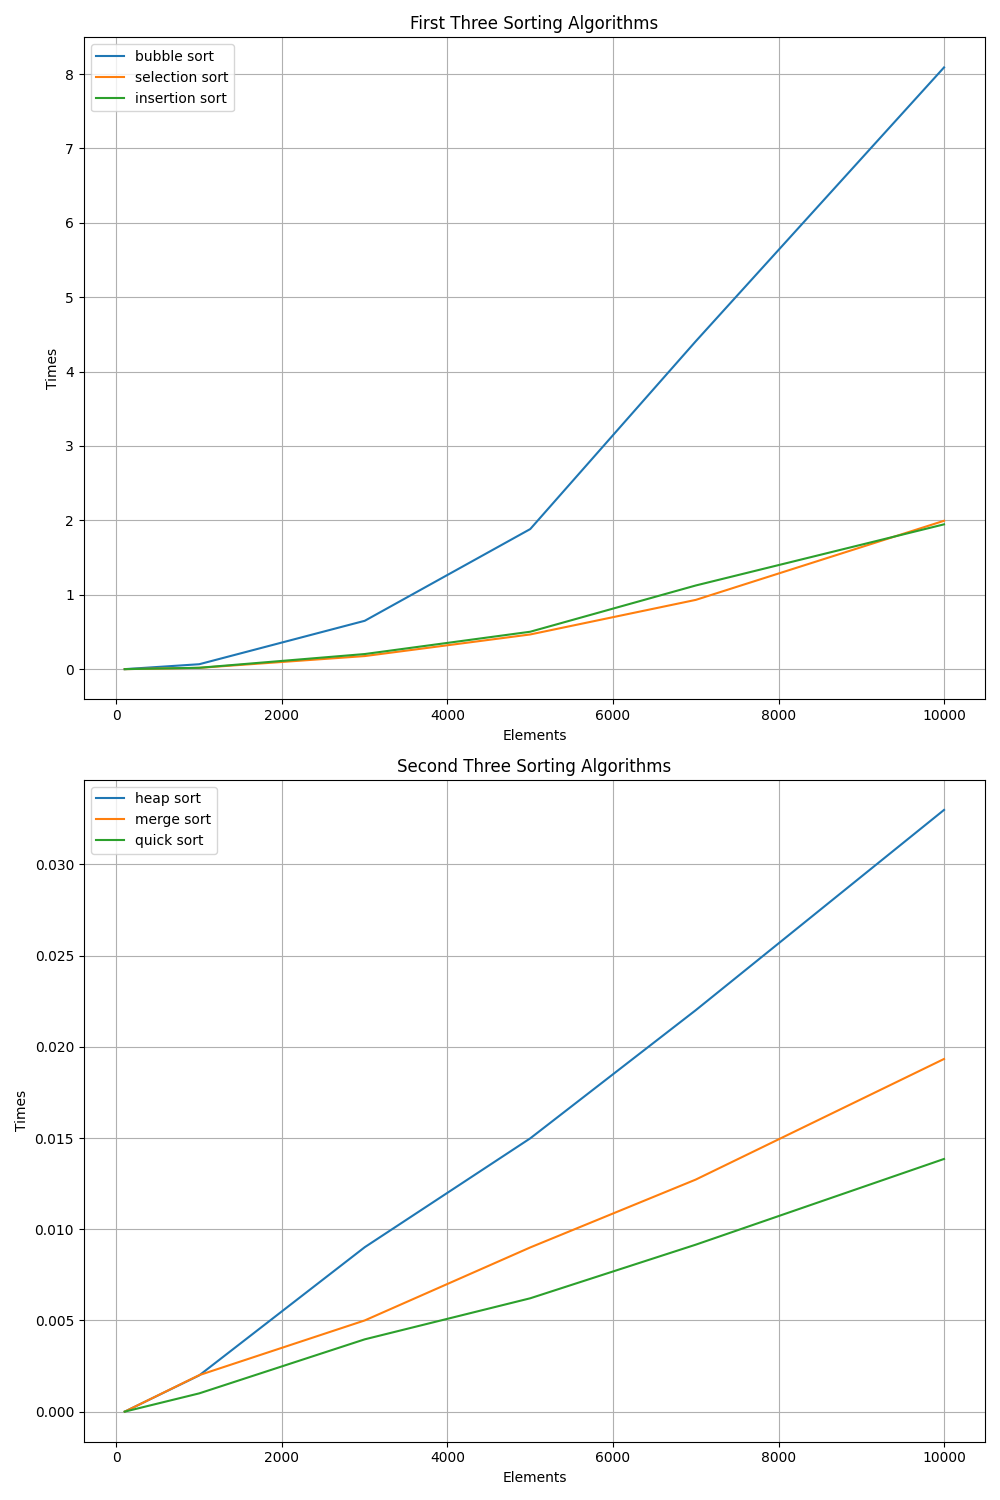 First Three Sorting Algorithms
bubble sort
selection sort
insertion sort
8
7
6
5
4
3
2
1
0
Times
0 2000 4000 6000 8000 10000
Elements
Second Three Sorting Algorithms
heap sort
merge sort
quick sort
0.030
0.025
0.020
0.015
0.010
0.005
0.000
Times
0 2000 4000 6000 8000 10000
Elements